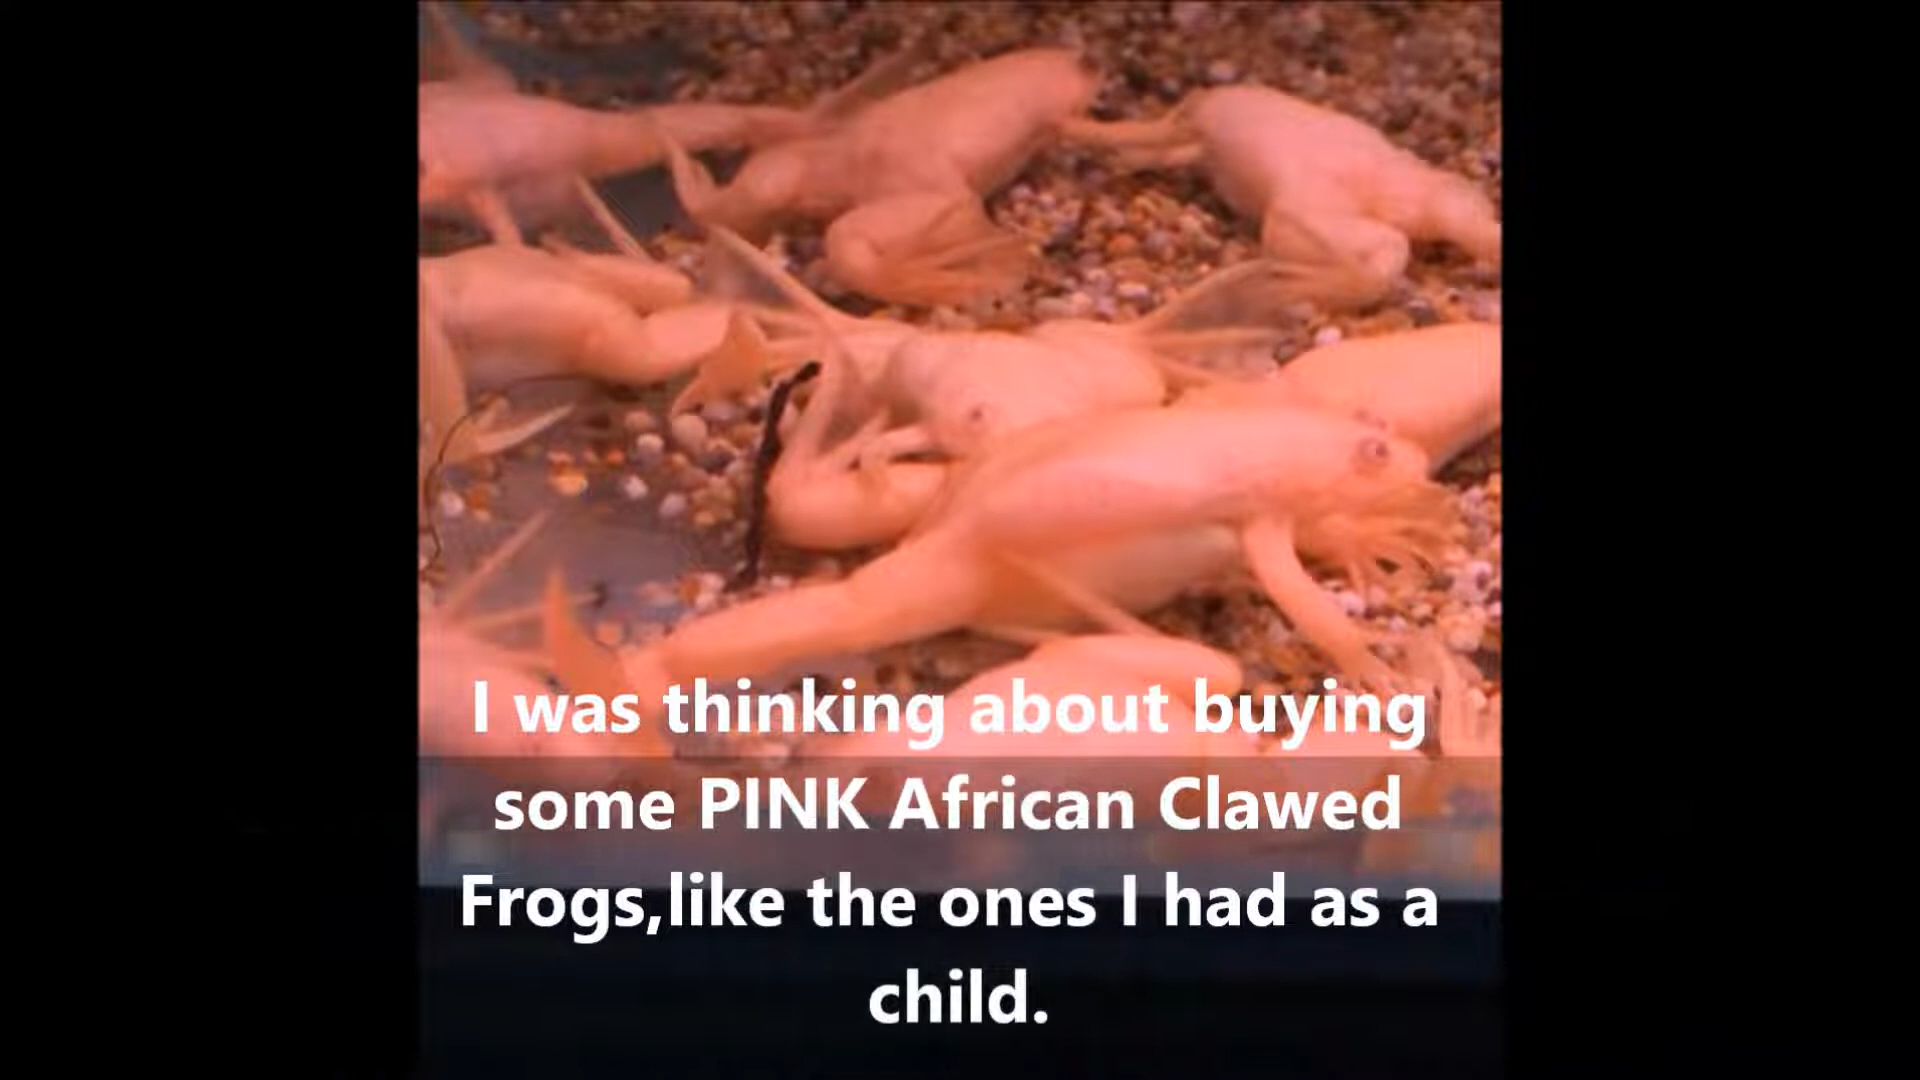 I was thinking about buying
some PINK African Clawed
Frogs,like the ones I had as a
child.